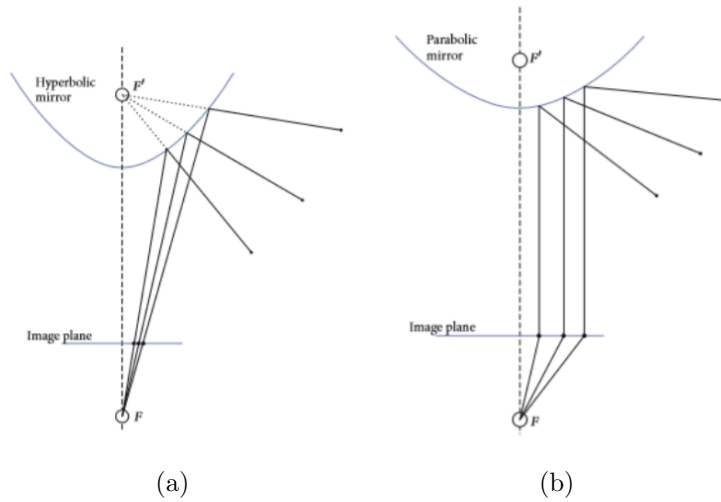 Hyperbolic
mirror
F'
Image plane
F
(a)
Parabolic
mirror
F'
Image plane
F
(b)